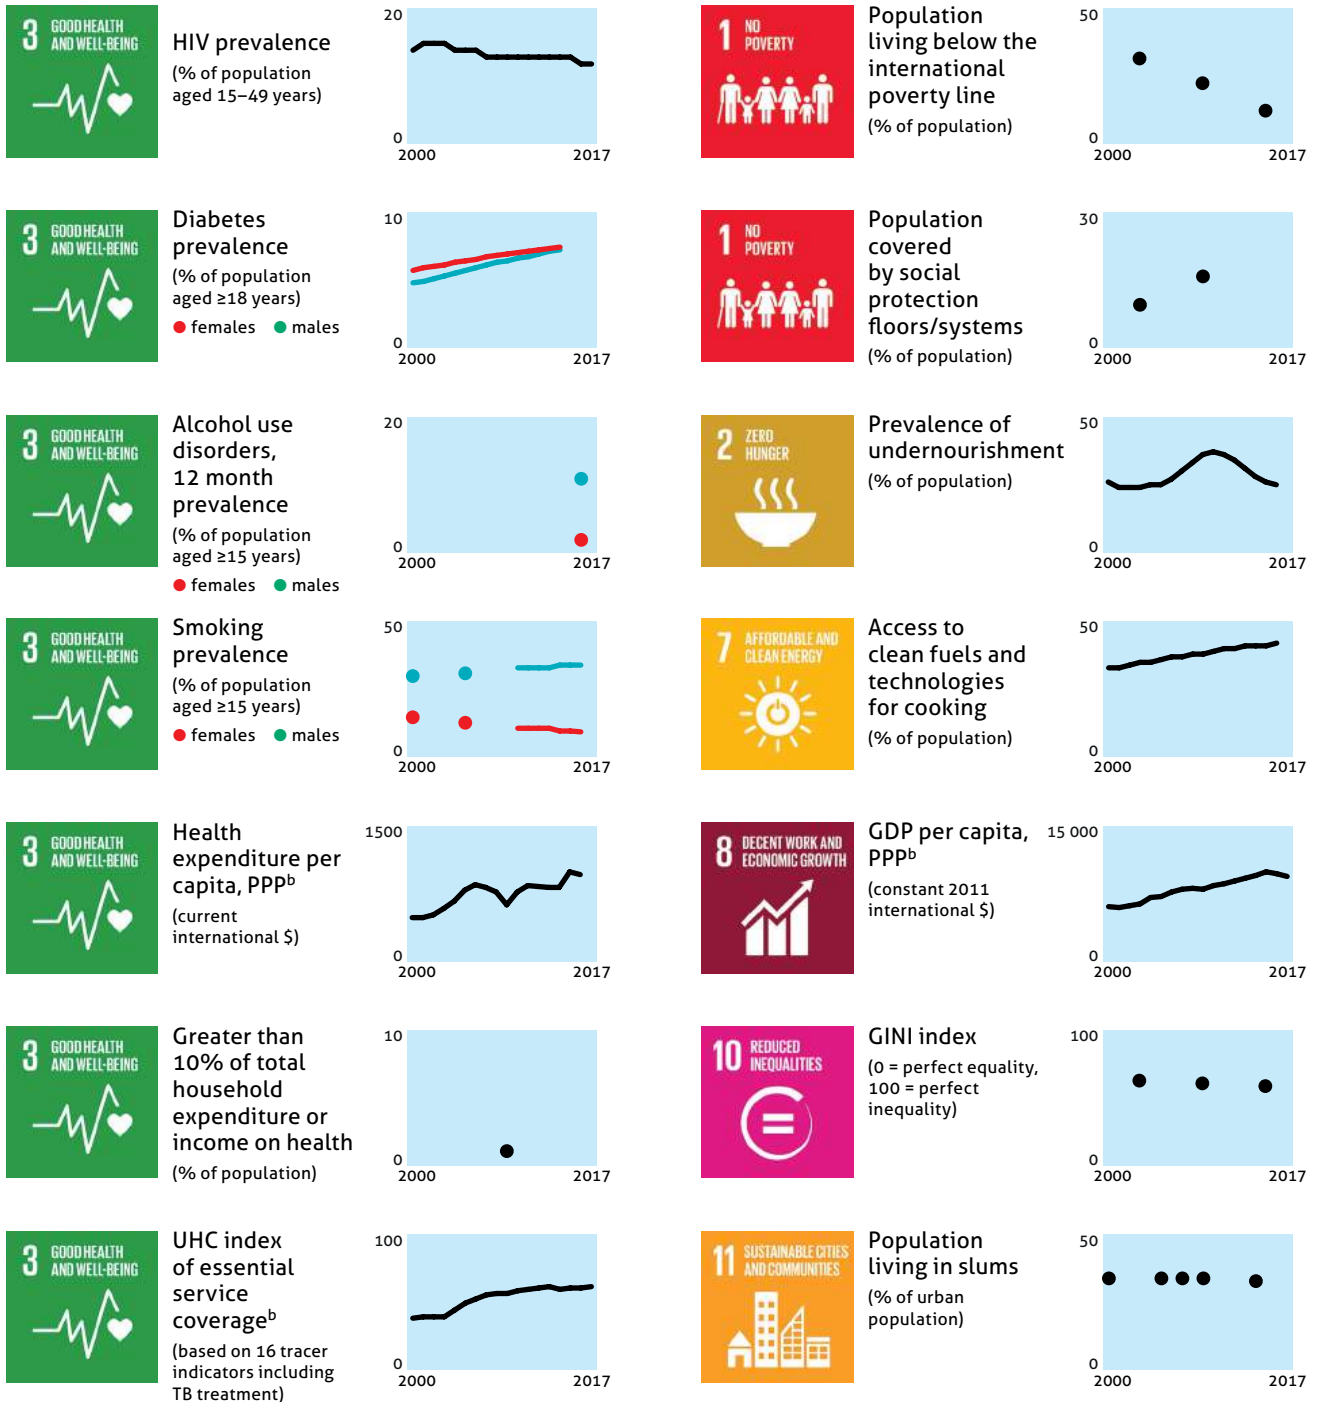 3 GOOD HEALTH
AND WELL-BEING
HIV prevalence
(% of population
aged 15–49 years)
20
0
2000 2017
3 GOOD HEALTH
AND WELL-BEING
Diabetes
prevalence
(% of population
aged ≥18 years)
females males
10
0
2000 2017
3 GOOD HEALTH
AND WELL-BEING
Alcohol use
disorders,
12 month
prevalence
(% of population
aged ≥15 years)
females males
20
0
2000 2017
3 GOOD HEALTH
AND WELL-BEING
Smoking
prevalence
(% of population
aged ≥15 years)
females males
50
0
2000 2017
3 GOOD HEALTH
AND WELL-BEING
Health
expenditure per
capita, PPPᵇ
(current
international $)
1500
0
2000 2017
3 GOOD HEALTH
AND WELL-BEING
Greater than
10% of total
household
expenditure or
income on health
(% of population)
10
0
2000 2017
3 GOOD HEALTH
AND WELL-BEING
UHC index
of essential
service
coverageᵇ
(based on 16 tracer
indicators including
TB treatment)
100
0
2000 2017
1 NO
POVERTY
Population
living below the
international
poverty line
(% of population)
50
0
2000 2017
1 NO
POVERTY
Population
covered
by social
protection
floors/systems
(% of population)
30
0
2000 2017
2 ZERO
HUNGER
Prevalence of
undernourishment
(% of population)
50
0
2000 2017
7 AFFORDABLE AND
CLEAN ENERGY
Access to
clean fuels and
technologies
for cooking
(% of population)
50
0
2000 2017
8 DECENT WORK AND
ECONOMIC GROWTH
GDP per capita,
PPPᵇ
(constant 2011
international $)
15 000
0
2000 2017
10 REDUCED
INEQUALITIES
GINI index
(0 = perfect equality,
100 = perfect
inequality)
100
0
2000 2017
11 SUSTAINABLE CITIES
AND COMMUNITIES
Population
living in slums
(% of urban
population)
50
0
2000 2017